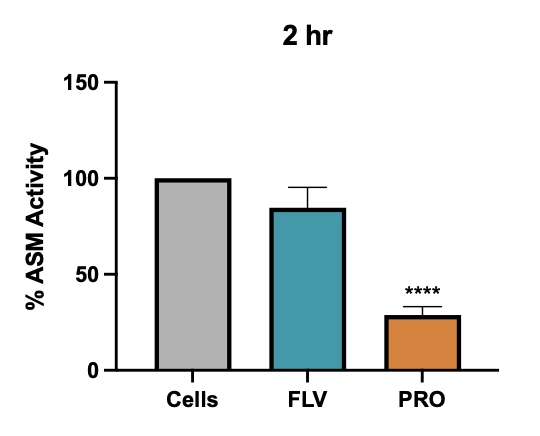 2 hr
% ASM Activity
150
100
50
0
****
Cells
FLV
PRO